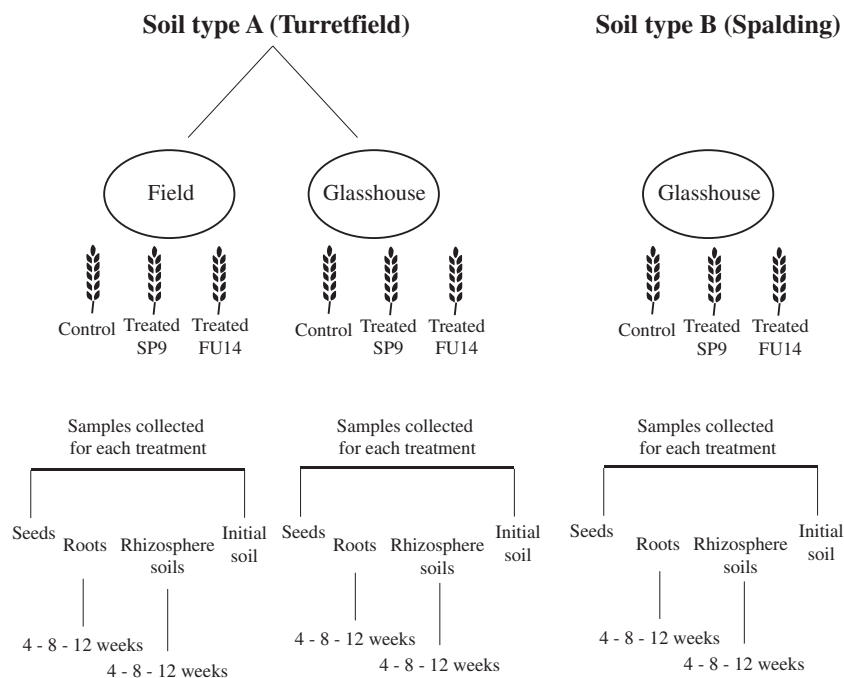 Soil type A (Turretfield)
Soil type B (Spalding)
Field
Glasshouse
Glasshouse
Control
Treated
SP9
Treated
FU14
Control
Treated
SP9
Treated
FU14
Control
Treated
SP9
Treated
FU14
Samples collected
for each treatment
Seeds
Roots
Rhizosphere
soils
Initial
soil
4 - 8 - 12 weeks
4 - 8 - 12 weeks
Samples collected
for each treatment
Seeds
Roots
Rhizosphere
soils
Initial
soil
4 - 8 - 12 weeks
4 - 8 - 12 weeks
Samples collected
for each treatment
Seeds
Roots
Rhizosphere
soils
Initial
soil
4 - 8 - 12 weeks
4 - 8 - 12 weeks